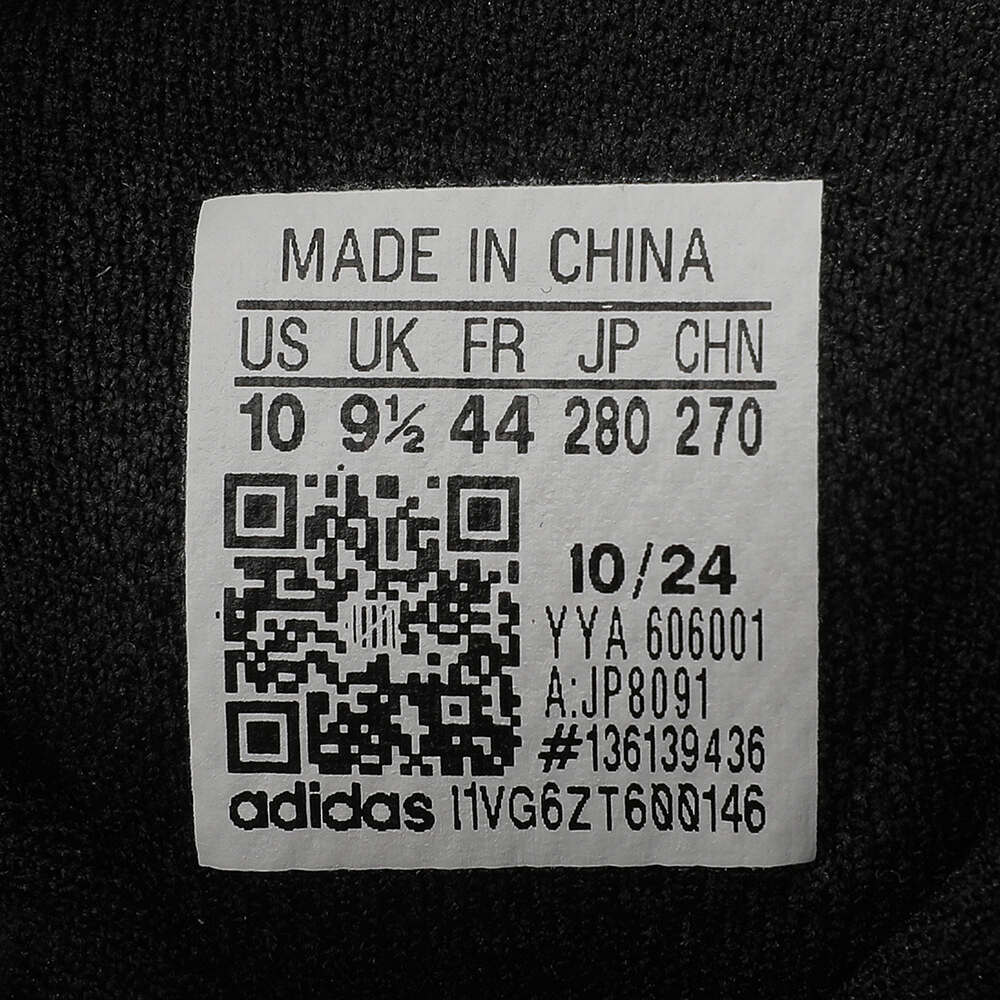 MADE IN CHINA
US UK FR JP CHN
10 9½ 44 280 270
10/24
YYA 606001
A:JP8091
#136139436
adidas I1VG6ZT600146